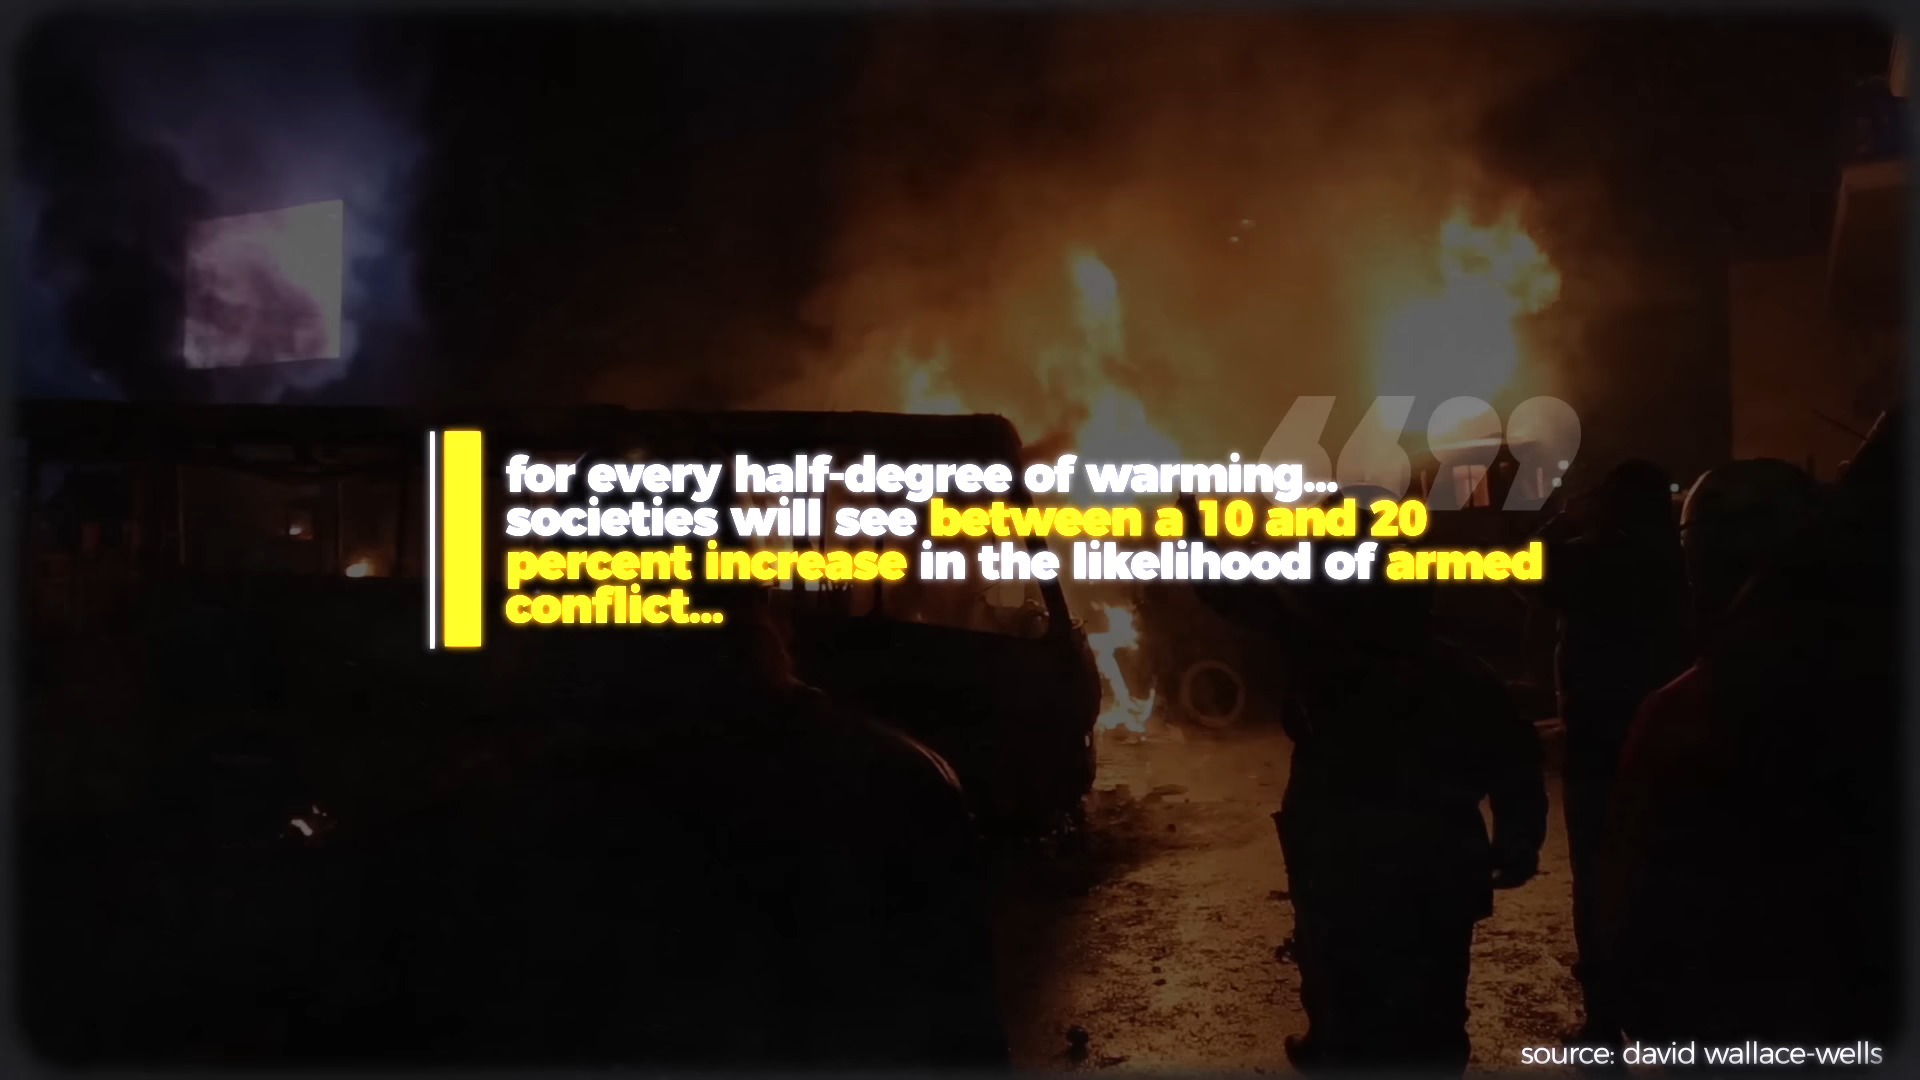 for every half-degree of warming...
societies will see between a 10 and 20
percent increase in the likelihood of armed
conflict...
source: david wallace-wells